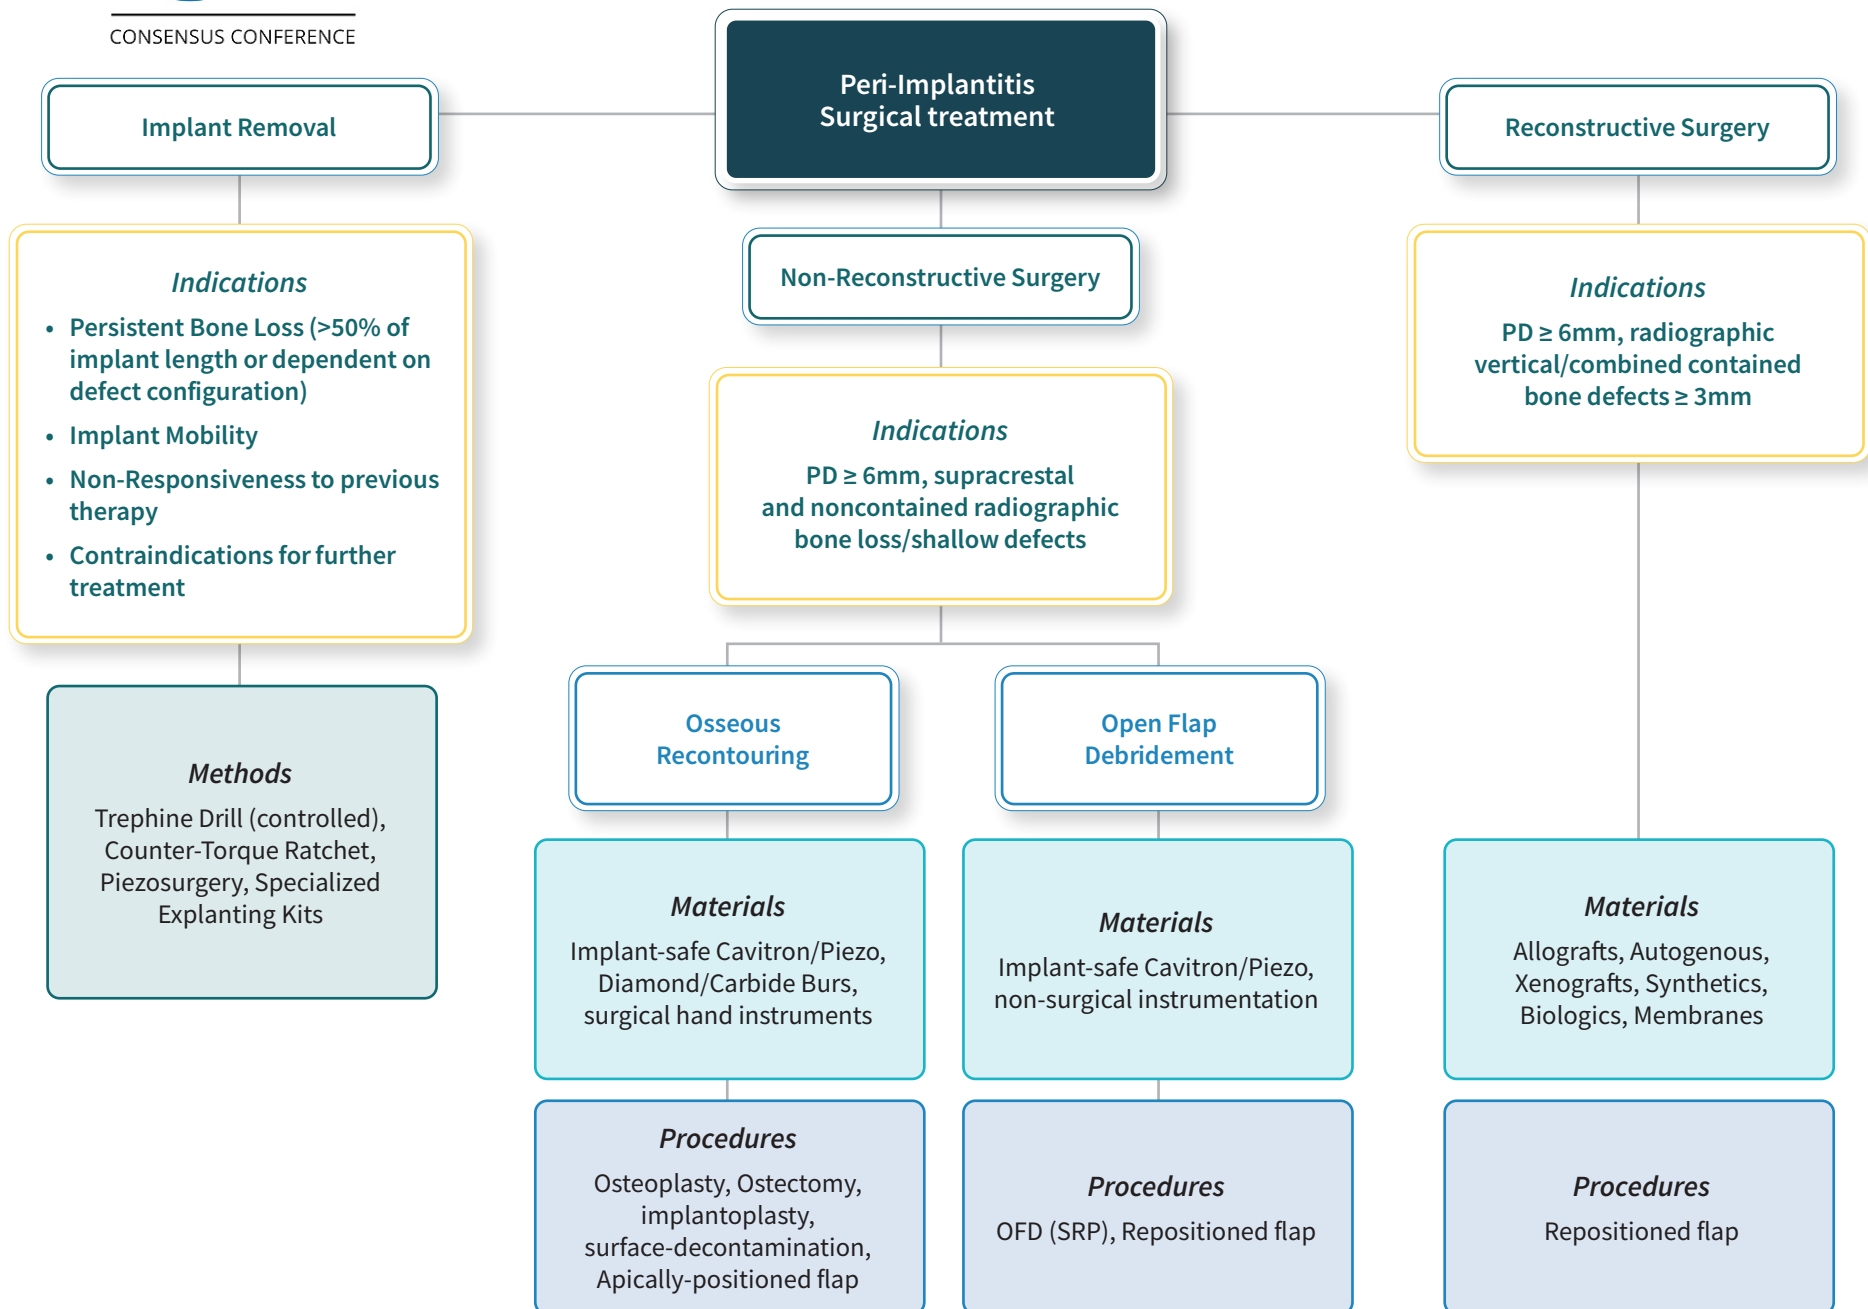 CONSENSUS CONFERENCE
Peri-Implantitis
Surgical treatment
Implant Removal
Indications
• Persistent Bone Loss (>50% of
implant length or dependent on
defect configuration)
• Implant Mobility
• Non-Responsiveness to previous
therapy
• Contraindications for further
treatment
Methods
Trephine Drill (controlled),
Counter-Torque Ratchet,
Piezosurgery, Specialized
Explanting Kits
Non-Reconstructive Surgery
Indications
PD ≥ 6mm, supracrestal
and noncontained radiographic
bone loss/shallow defects
Osseous
Recontouring
Materials
Implant-safe Cavitron/Piezo,
Diamond/Carbide Burs,
surgical hand instruments
Procedures
Osteoplasty, Ostectomy,
implantoplasty,
surface-decontamination,
Apically-positioned flap
Open Flap
Debridement
Materials
Implant-safe Cavitron/Piezo,
non-surgical instrumentation
Procedures
OFD (SRP), Repositioned flap
Reconstructive Surgery
Indications
PD ≥ 6mm, radiographic
vertical/combined contained
bone defects ≥ 3mm
Materials
Allografts, Autogenous,
Xenografts, Synthetics,
Biologics, Membranes
Procedures
Repositioned flap